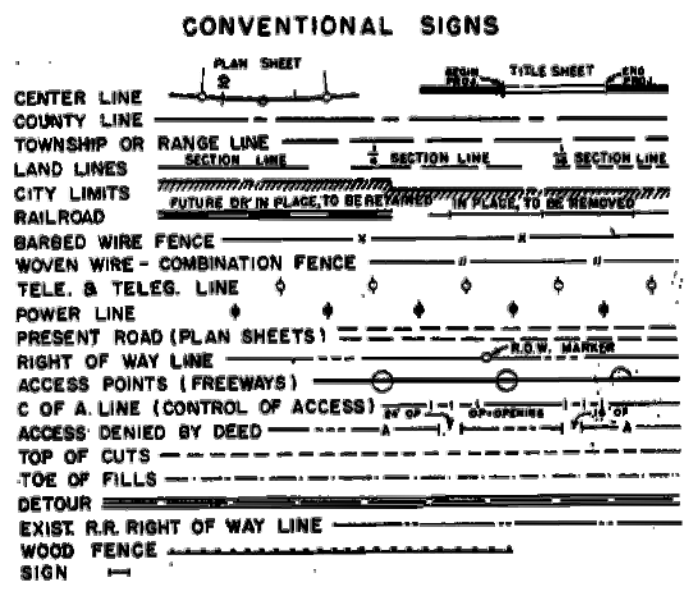 CONVENTIONAL SIGNS
PLAN SHEET
BEGIN PROJ. TITLE SHEET END PROJ.
CENTER LINE
COUNTY LINE
TOWNSHIP OR RANGE LINE
LAND LINES SECTION LINE 1/4 SECTION LINE 1/16 SECTION LINE
CITY LIMITS
FUTURE OR IN PLACE, TO BE RETAINED IN PLACE, TO BE REMOVED
RAILROAD
BARBED WIRE FENCE
WOVEN WIRE - COMBINATION FENCE
TELE. & TELEG. LINE
POWER LINE
PRESENT ROAD (PLAN SHEETS)
RIGHT OF WAY LINE R.O.W. MARKER
ACCESS POINTS (FREEWAYS)
C OF A. LINE (CONTROL OF ACCESS)
OP=OPENING
ACCESS DENIED BY DEED A A
TOP OF CUTS
TOE OF FILLS
DETOUR
EXIST. R.R. RIGHT OF WAY LINE
WOOD FENCE
SIGN